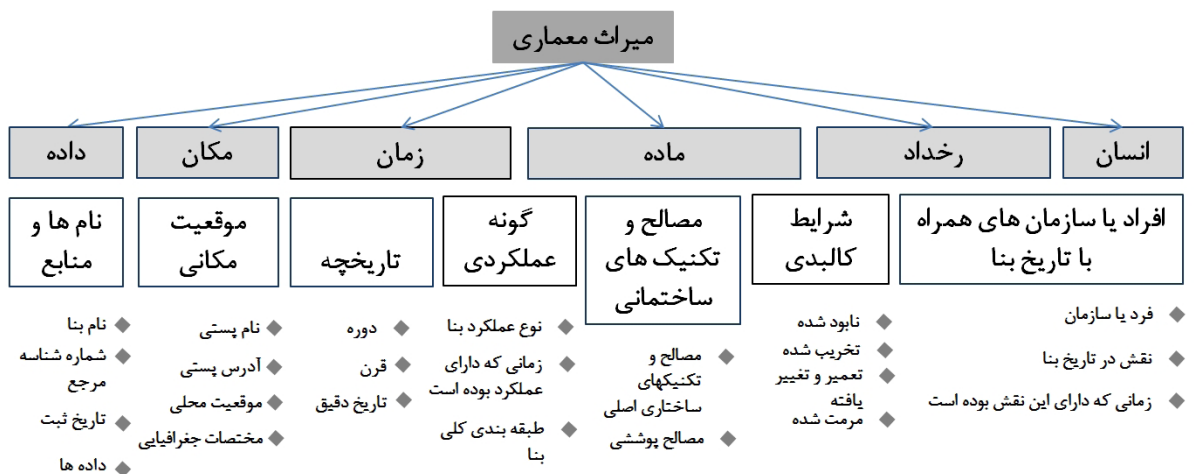 میراث معماری
انسان
رخداد
ماده
زمان
مکان
داده
افراد یا سازمان های همراه
با تاریخ بنا
شرایط
کالبدی
مصالح و
تکنیک های
ساختمانی
گونه
عملکردی
تاریخچه
موقعیت
مکانی
نام ها و
منابع
فرد یا سازمان
نقش در تاریخ بنا
زمانی که دارای این نقش بوده است
نابود شده
تخریب شده
تعمیر و تغییر
یافته
مرمت شده
مصالح و
تکنیکهای
ساختاری اصلی
مصالح پوششی
نوع عملکرد بنا
زمانی که دارای
عملکرد بوده است
طبقه بندی کلی
بنا
دوره
قرن
تاریخ دقیق
نام پستی
آدرس پستی
موقعیت محلی
مختصات جغرافیایی
نام بنا
شماره شناسه
مرجع
تاریخ ثبت
داده ها